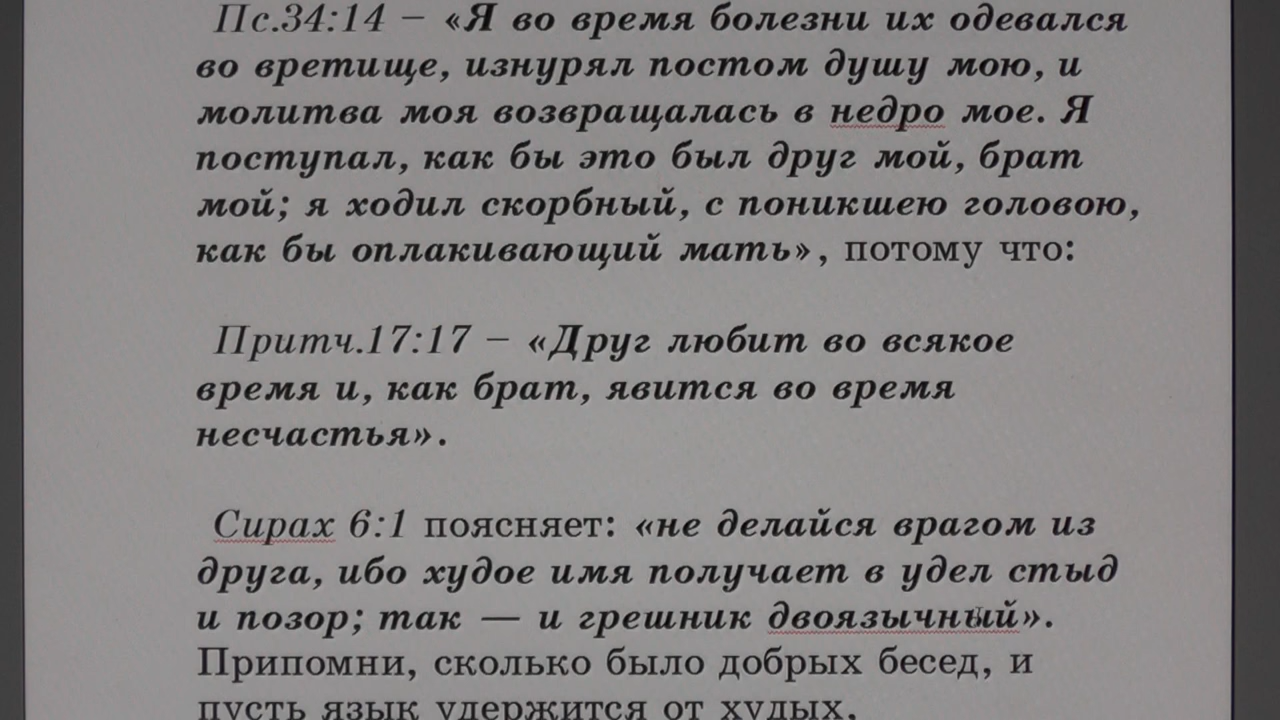 Пс.34:14 – «Я во время болезни их одевался
во вретище, изнурял постом душу мою, и
молитва моя возвращалась в недро мое. Я
поступал, как бы это был друг мой, брат
мой; я ходил скорбный, с поникшею головою,
как бы оплакивающий мать», потому что:
Притч.17:17 – «Друг любит во всякое
время и, как брат, явится во время
несчастья».
Сирах 6:1 поясняет: «не делайся врагом из
друга, ибо худое имя получает в удел стыд
и позор; так — и грешник двоязычный».
Припомни, сколько было добрых бесед, и
пусть язык удержится от худых.